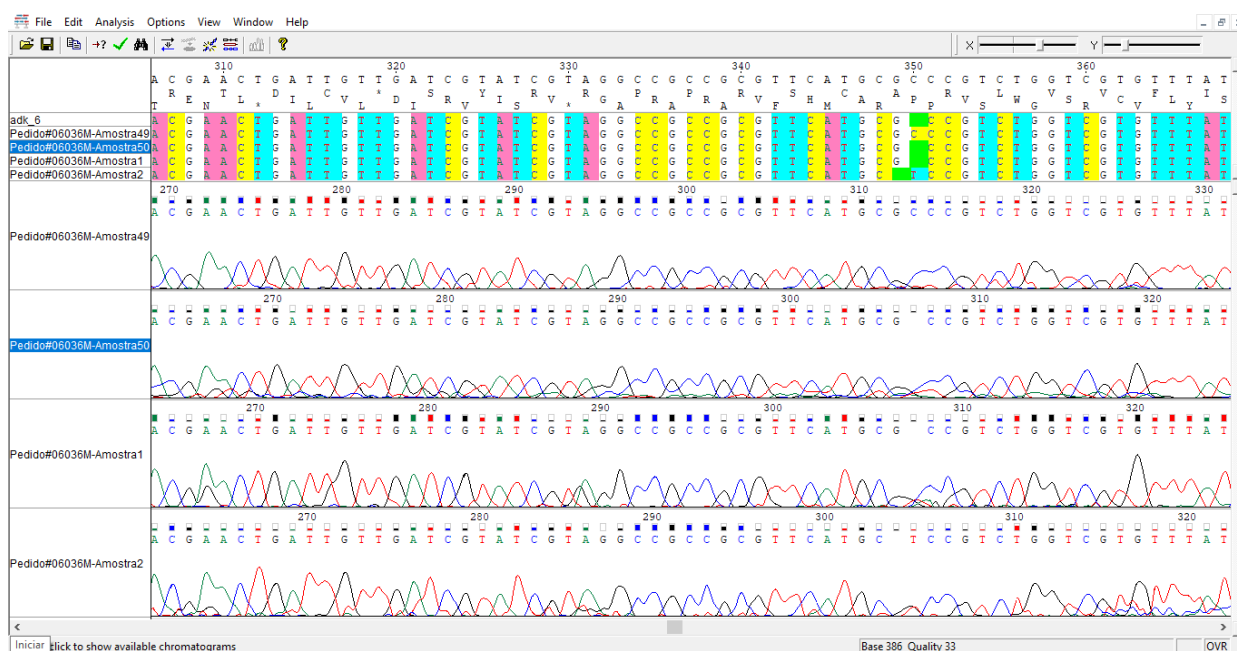 File Edit Analysis Options View Window Help
X Y
310 320 330 340 350 360
A C G A A C T G A T T G T T G A T C G T A T C G T A G G C C G C C G C G T T C A T G C G C C C G T C T G G T C G T G T T T A T
T R E N T L * D I L C V L * D I S R V Y I S R V * R G A P R A P R A R V F S H M C A R A P P R V S L W G V S R V C V F L Y I S
adk_6 A C G A A C T G A T T G T T G A T C G T A T C G T A G G C C G C C G C G T T C A T G C G C C G T C T G G T C G T G T T T A T
Pedido#06036M-Amostra49 A C G A A C T G A T T G T T G A T C G T A T C G T A G G C C G C C G C G T T C A T G C G C C C G T C T G G T C G T G T T T A T
Pedido#06036M-Amostra50 A C G A A C T G A T T G T T G A T C G T A T C G T A G G C C G C C G C G T T C A T G C G C C G T C T G G T C G T G T T T A T
Pedido#06036M-Amostra1 A C G A A C T G A T T G T T G A T C G T A T C G T A G G C C G C C G C G T T C A T G C G C C G T C T G G T C G T G T T T A T
Pedido#06036M-Amostra2 A C G A A C T G A T T G T T G A T C G T A T C G T A G G C C G C C G C G T T C A T G C T C C G T C T G G T C G T G T T T A T
270 280 290 300 310 320 330
A C G A A C T G A T T G T T G A T C G T A T C G T A G G C C G C C G C G T T C A T G C G C C C G T C T G G T C G T G T T T A T
Pedido#06036M-Amostra49
270 280 290 300 310 320
A C G A A C T G A T T G T T G A T C G T A T C G T A G G C C G C C G C G T T C A T G C G C C G T C T G G T C G T G T T T A T
Pedido#06036M-Amostra50
270 280 290 300 310 320
A C G A A C T G A T T G T T G A T C G T A T C G T A G G C C G C C G C G T T C A T G C G C C G T C T G G T C G T G T T T A T
Pedido#06036M-Amostra1
270 280 290 300 310 320
A C G A A C T G A T T G T T G A T C G T A T C G T A G G C C G C C G C G T T C A T G C T C C G T C T G G T C G T G T T T A T
Pedido#06036M-Amostra2
Iniciar click to show available chromatograms Base 386 Quality 33 OVR